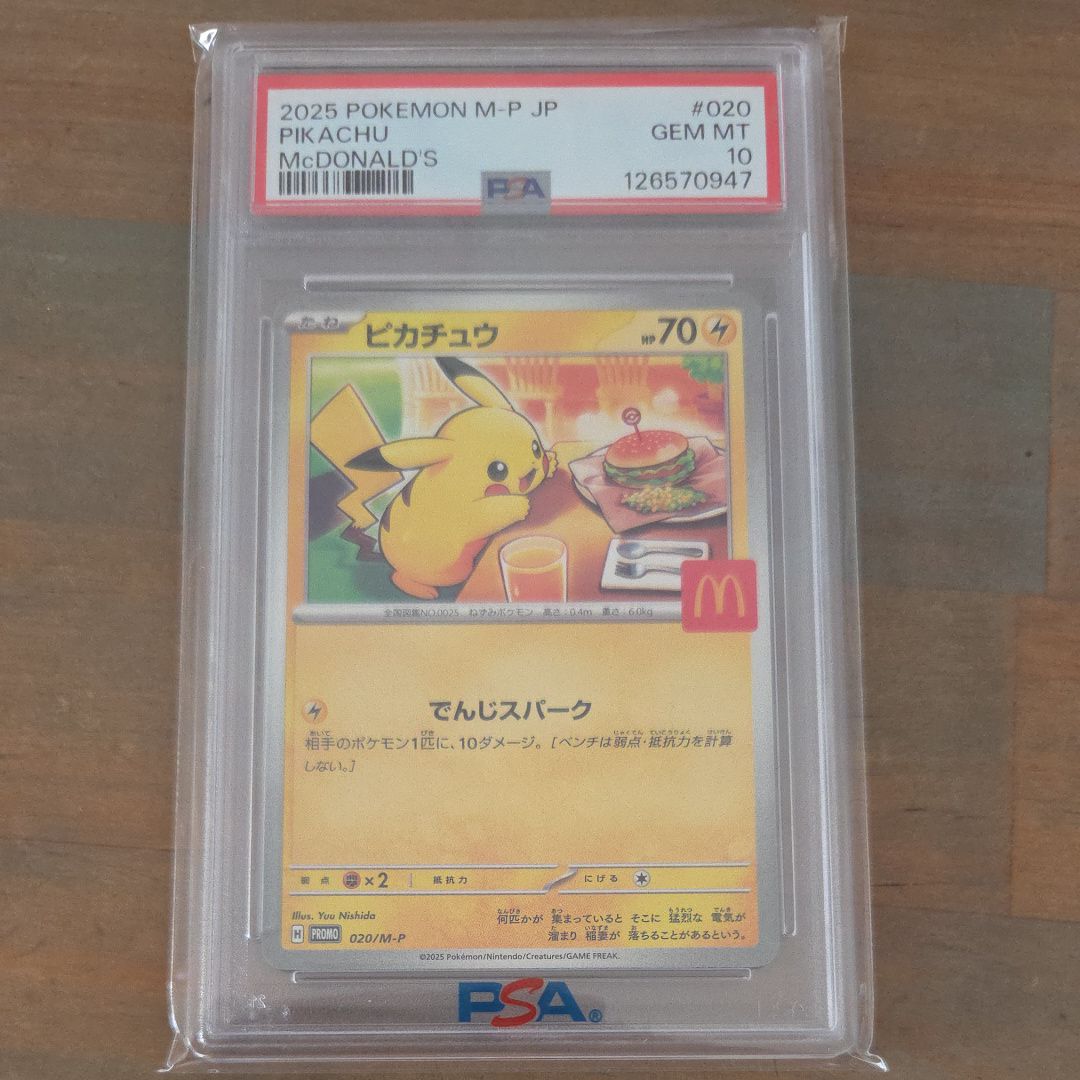 2025 POKEMON M-P JP #020
PIKACHU GEM MT
McDONALD'S 10
PSA 126570947
たね ピカチュウ HP70
全国図鑑NO.0025 ねずみポケモン 高さ:0.4m 重さ:6.0kg
でんじスパーク
相手のポケモン1匹に、10ダメージ。[ベンチは弱点・抵抗力を計算
しない。]
弱点 ×2 抵抗力 にげる
Illus. Yuu Nishida
何匹かが 集まっていると そこに 猛烈な 電気が
溜まり 稲妻が 落ちることがあるという。
H PROMO 020/M-P
©2025 Pokémon/Nintendo/Creatures/GAME FREAK.
PSA®